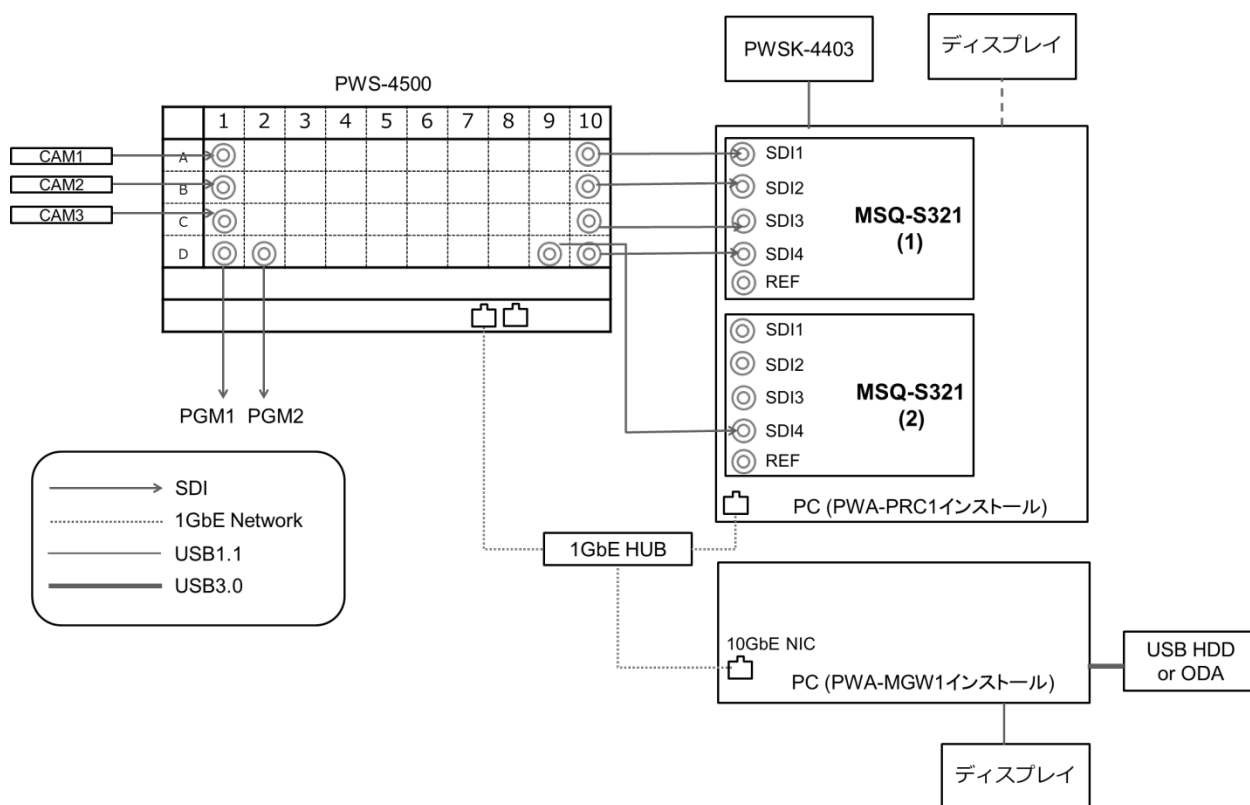 PWSK-4403
ディスプレイ
PWS-4500
1 2 3 4 5 6 7 8 9 10
CAM1
CAM2
CAM3
A
B
C
D
SDI1
SDI2
SDI3
SDI4
REF
MSQ-S321
(1)
SDI1
SDI2
SDI3
SDI4
REF
MSQ-S321
(2)
PC (PWA-PRC1インストール)
PGM1 PGM2
SDI
1GbE Network
USB1.1
USB3.0
1GbE HUB
10GbE NIC
PC (PWA-MGW1インストール)
USB HDD
or ODA
ディスプレイ